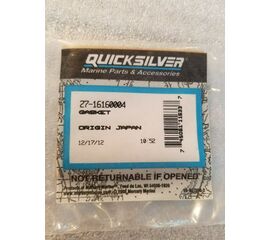 QUICKSILVER
Marine Parts & Accessories
27-16160004
GASKET
ORIGIN JAPAN
12/17/12 10:52
NOT RETURNABLE IF OPENED